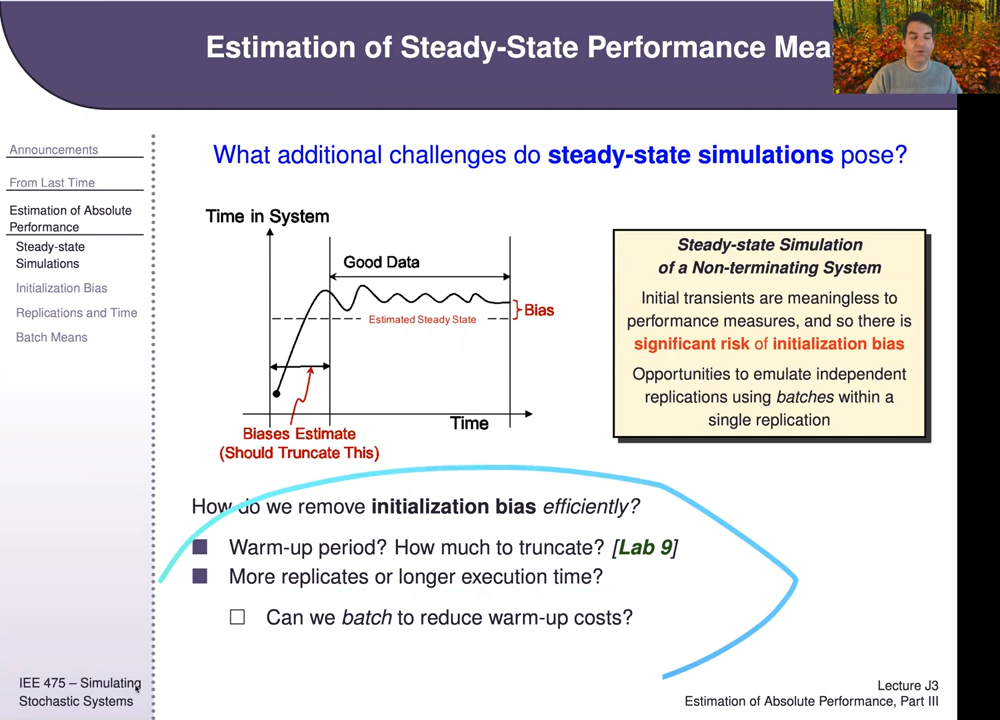 Estimation of Steady-State Performance Mea
Announcements
From Last Time
Estimation of Absolute
Performance
Steady-state
Simulations
Initialization Bias
Replications and Time
Batch Means
What additional challenges do steady-state simulations pose?
Time in System
Good Data
Estimated Steady State
Bias
Time
Biases Estimate
(Should Truncate This)
Steady-state Simulation
of a Non-terminating System
Initial transients are meaningless to
performance measures, and so there is
significant risk of initialization bias
Opportunities to emulate independent
replications using batches within a
single replication
How do we remove initialization bias efficiently?
Warm-up period? How much to truncate? [Lab 9]
More replicates or longer execution time?
Can we batch to reduce warm-up costs?
IEE 475 – Simulating
Stochastic Systems
Lecture J3
Estimation of Absolute Performance, Part III